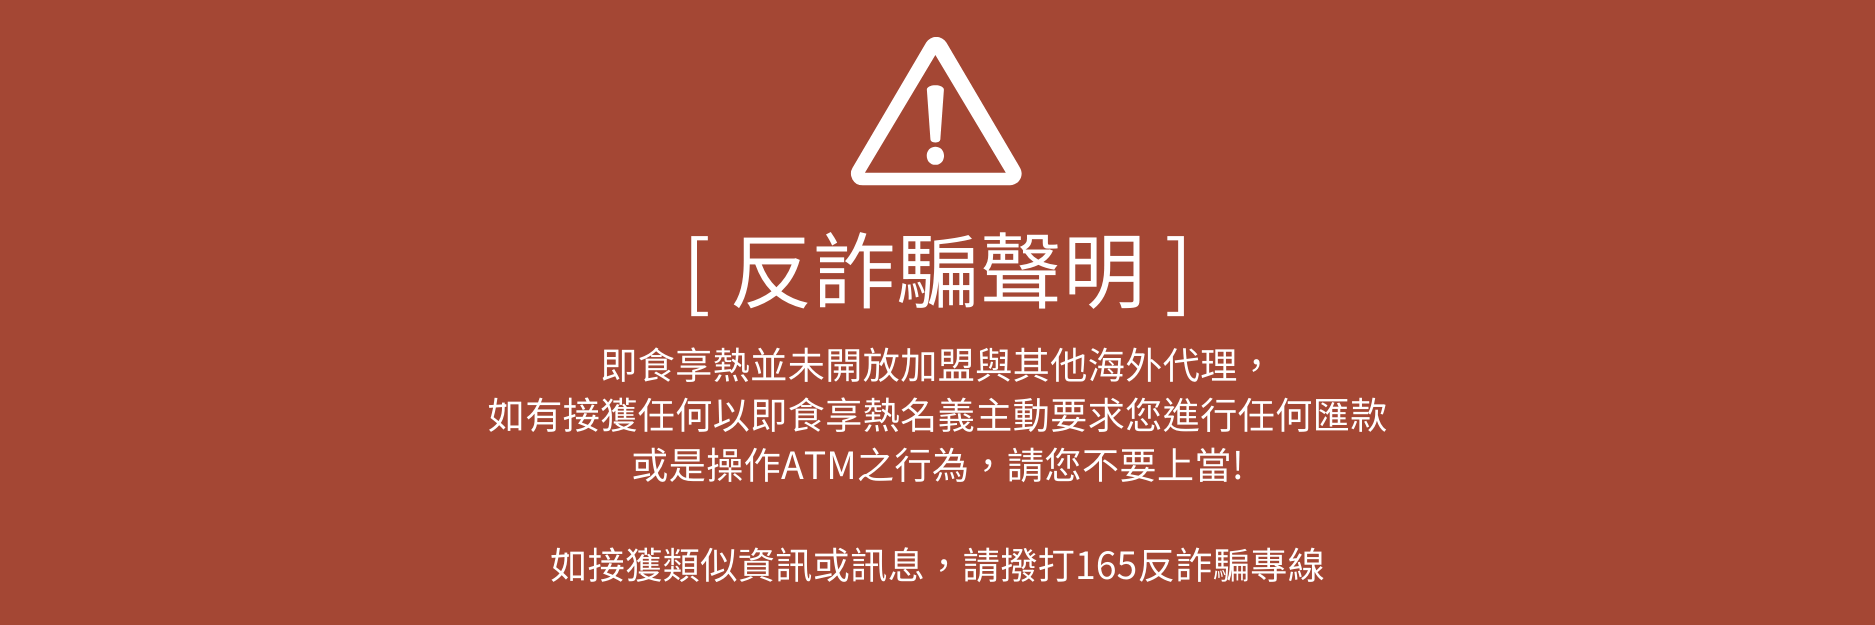 [ 反詐騙聲明 ]
即食享熱並未開放加盟與其他海外代理，
如有接獲任何以即食享熱名義主動要求您進行任何匯款
或是操作ATM之行為，請您不要上當!
如接獲類似資訊或訊息，請撥打165反詐騙專線